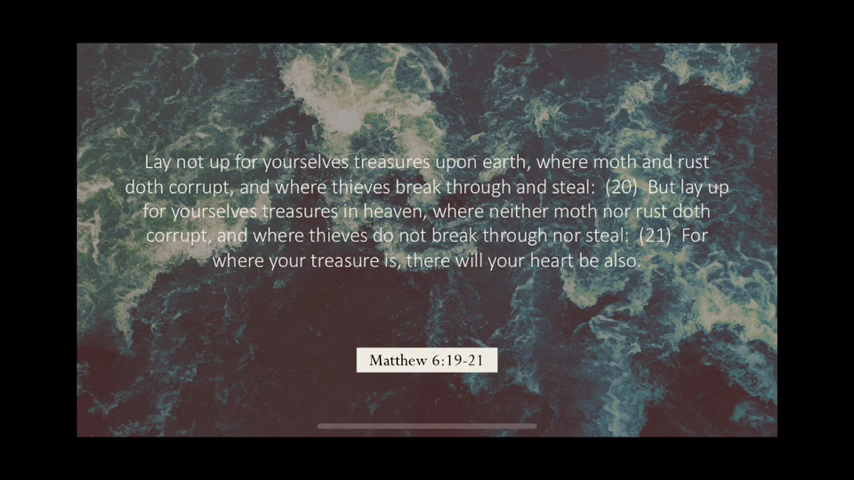 Lay not up for yourselves treasures upon earth, where moth and rust
doth corrupt, and where thieves break through and steal:  (20)  But lay up
for yourselves treasures in heaven, where neither moth nor rust doth
corrupt, and where thieves do not break through nor steal:  (21)  For
where your treasure is, there will your heart be also.
Matthew 6:19-21